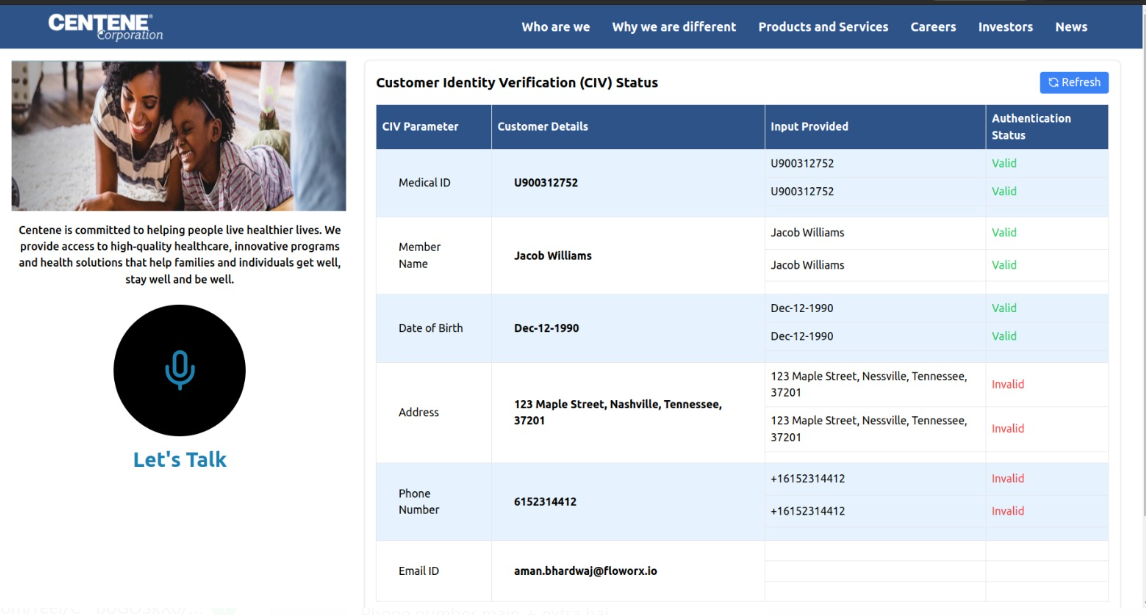 CENTENE®
Corporation
Who are we
Why we are different
Products and Services
Careers
Investors
News
Centene is committed to helping people live healthier lives. We
provide access to high-quality healthcare, innovative programs
and health solutions that help families and individuals get well,
stay well and be well.
Let's Talk
Customer Identity Verification (CIV) Status
Refresh
CIV Parameter
Customer Details
Input Provided
Authentication
Status
Medical ID
U900312752
U900312752
Valid
U900312752
Valid
Member
Name
Jacob Williams
Jacob Williams
Valid
Jacob Williams
Valid
Date of Birth
Dec-12-1990
Dec-12-1990
Valid
Dec-12-1990
Valid
Address
123 Maple Street, Nashville, Tennessee,
37201
123 Maple Street, Nessville, Tennessee,
37201
Invalid
123 Maple Street, Nessville, Tennessee,
37201
Invalid
Phone
Number
6152314412
+16152314412
Invalid
+16152314412
Invalid
Email ID
aman.bhardwaj@floworx.io